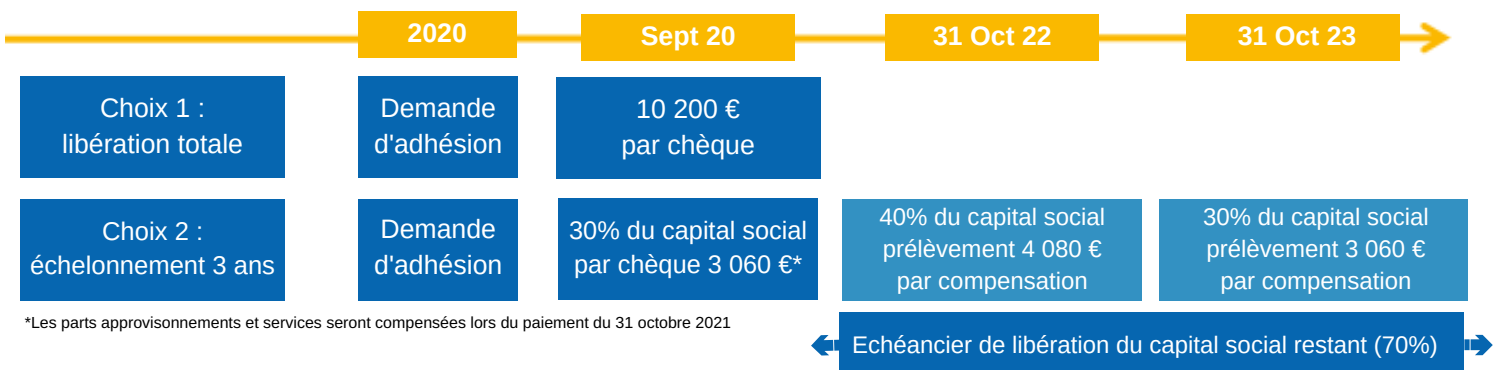 2020
Sept 20
31 Oct 22
31 Oct 23
Choix 1 :
libération totale
Demande
d'adhésion
10 200 €
par chèque
Choix 2 :
échelonnement 3 ans
Demande
d'adhésion
30% du capital social
par chèque 3 060 €*
40% du capital social
prélèvement 4 080 €
par compensation
30% du capital social
prélèvement 3 060 €
par compensation
*Les parts approvisonnements et services seront compensées lors du paiement du 31 octobre 2021
Echéancier de libération du capital social restant (70%)